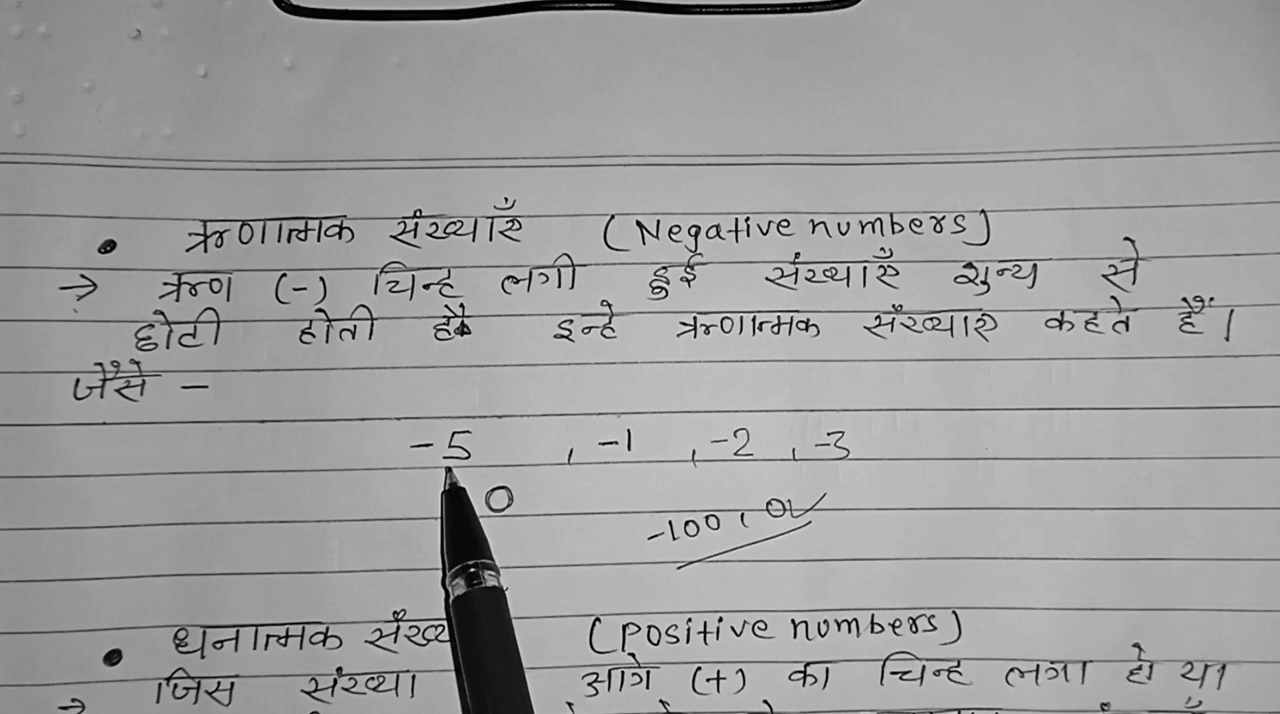 • ऋणात्मक संख्याएँ (Negative numbers)
→ ऋण (-) चिन्ह लगी हुई संख्याएँ शुन्य से
छोटी होती है इन्हे ऋणात्मक सँख्याए कहते हैं।
जैसे -
-5 , -1 , -2 , -3
0
-100 , 0
• धनात्मक (Positive numbers)
→ जिस संख्या आगे (+) का चिन्ह लगा हो या